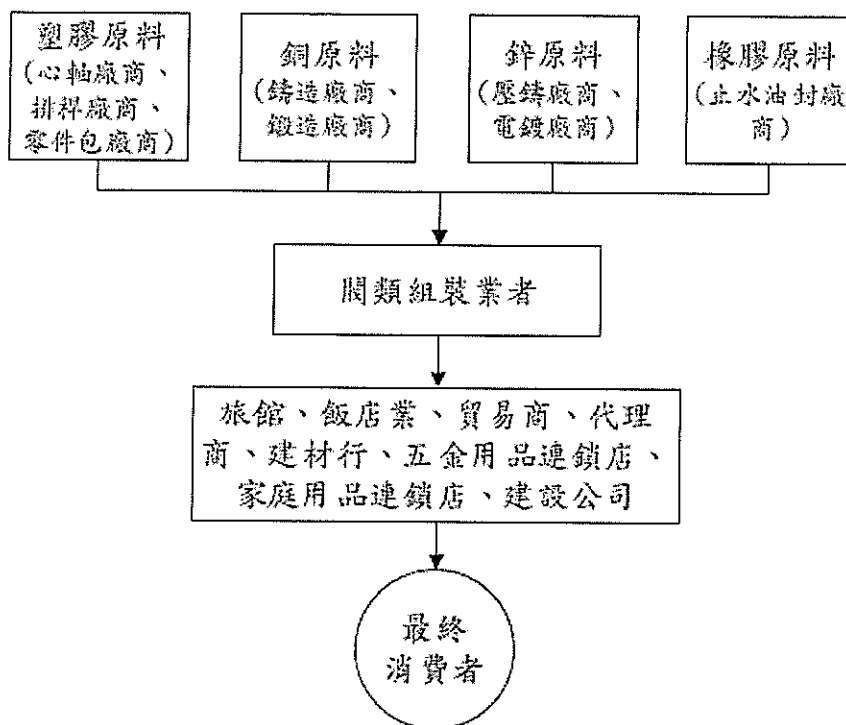 塑膠原料
(心軸廠商、
排桿廠商、
零件包廠商)
銅原料
(鑄造廠商、
鍛造廠商)
鋅原料
(壓鑄廠商、
電鍍廠商)
橡膠原料
(止水油封廠
商)
閥類組裝業者
旅館、飯店業、貿易商、代理
商、建材行、五金用品連鎖店、
家庭用品連鎖店、建設公司
最終
消費者